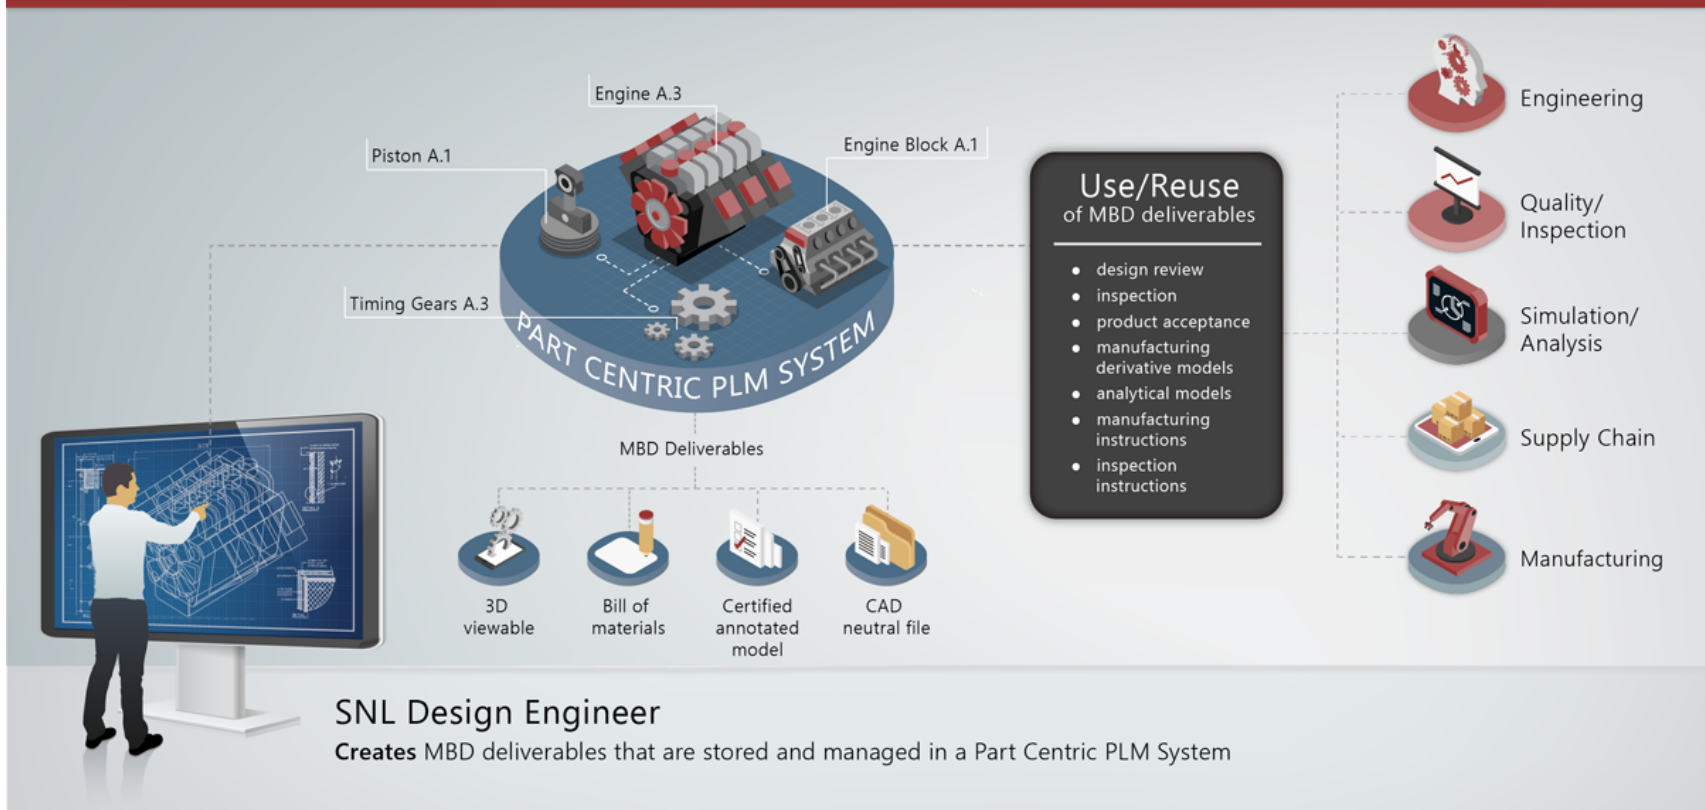 Engine A.3
Piston A.1
Engine Block A.1
Timing Gears A.3
PART CENTRIC PLM SYSTEM
MBD Deliverables
3D
viewable
Bill of
materials
Certified
annotated
model
CAD
neutral file
Use/Reuse
of MBD deliverables
• design review
• inspection
• product acceptance
• manufacturing
derivative models
• analytical models
• manufacturing
instructions
• inspection
instructions
Engineering
Quality/
Inspection
Simulation/
Analysis
Supply Chain
Manufacturing
SNL Design Engineer
Creates MBD deliverables that are stored and managed in a Part Centric PLM System